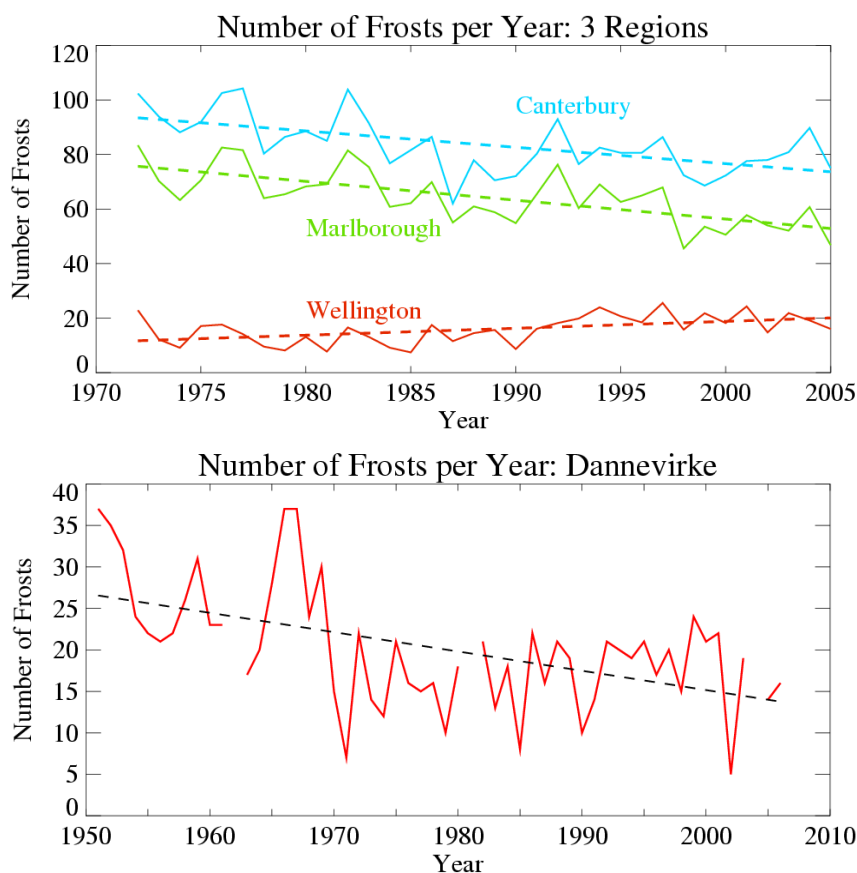 Number of Frosts per Year: 3 Regions
120
100
80
60
40
20
0
Number of Frosts
Canterbury
Marlborough
Wellington
1970 1975 1980 1985 1990 1995 2000 2005
Year
Number of Frosts per Year: Dannevirke
40
35
30
25
20
15
10
5
0
Number of Frosts
1950 1960 1970 1980 1990 2000 2010
Year